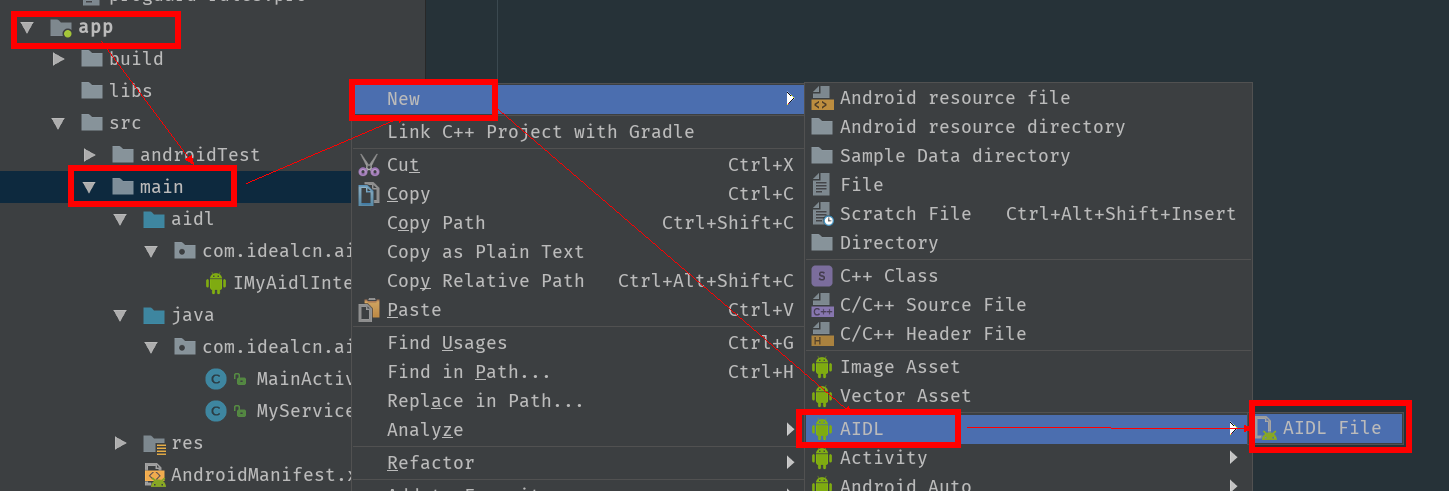 app
build
libs
src
androidTest
main
aidl
com.idealcn.ai
IMyAidlInte
java
com.idealcn.ai
MainActiv
MyService
res
AndroidManifest.x
New
Link C++ Project with Gradle
Cut Ctrl+X
Copy Ctrl+C
Copy Path Ctrl+Shift+C
Copy as Plain Text
Copy Relative Path Ctrl+Alt+Shift+C
Paste Ctrl+V
Find Usages Ctrl+G
Find in Path... Ctrl+H
Replace in Path...
Analyze
Refactor
Android resource file
Android resource directory
Sample Data directory
File
Scratch File Ctrl+Alt+Shift+Insert
Directory
S C++ Class
C++ C/C++ Source File
H C/C++ Header File
Image Asset
Vector Asset
AIDL
Activity
Android Auto
AIDL File